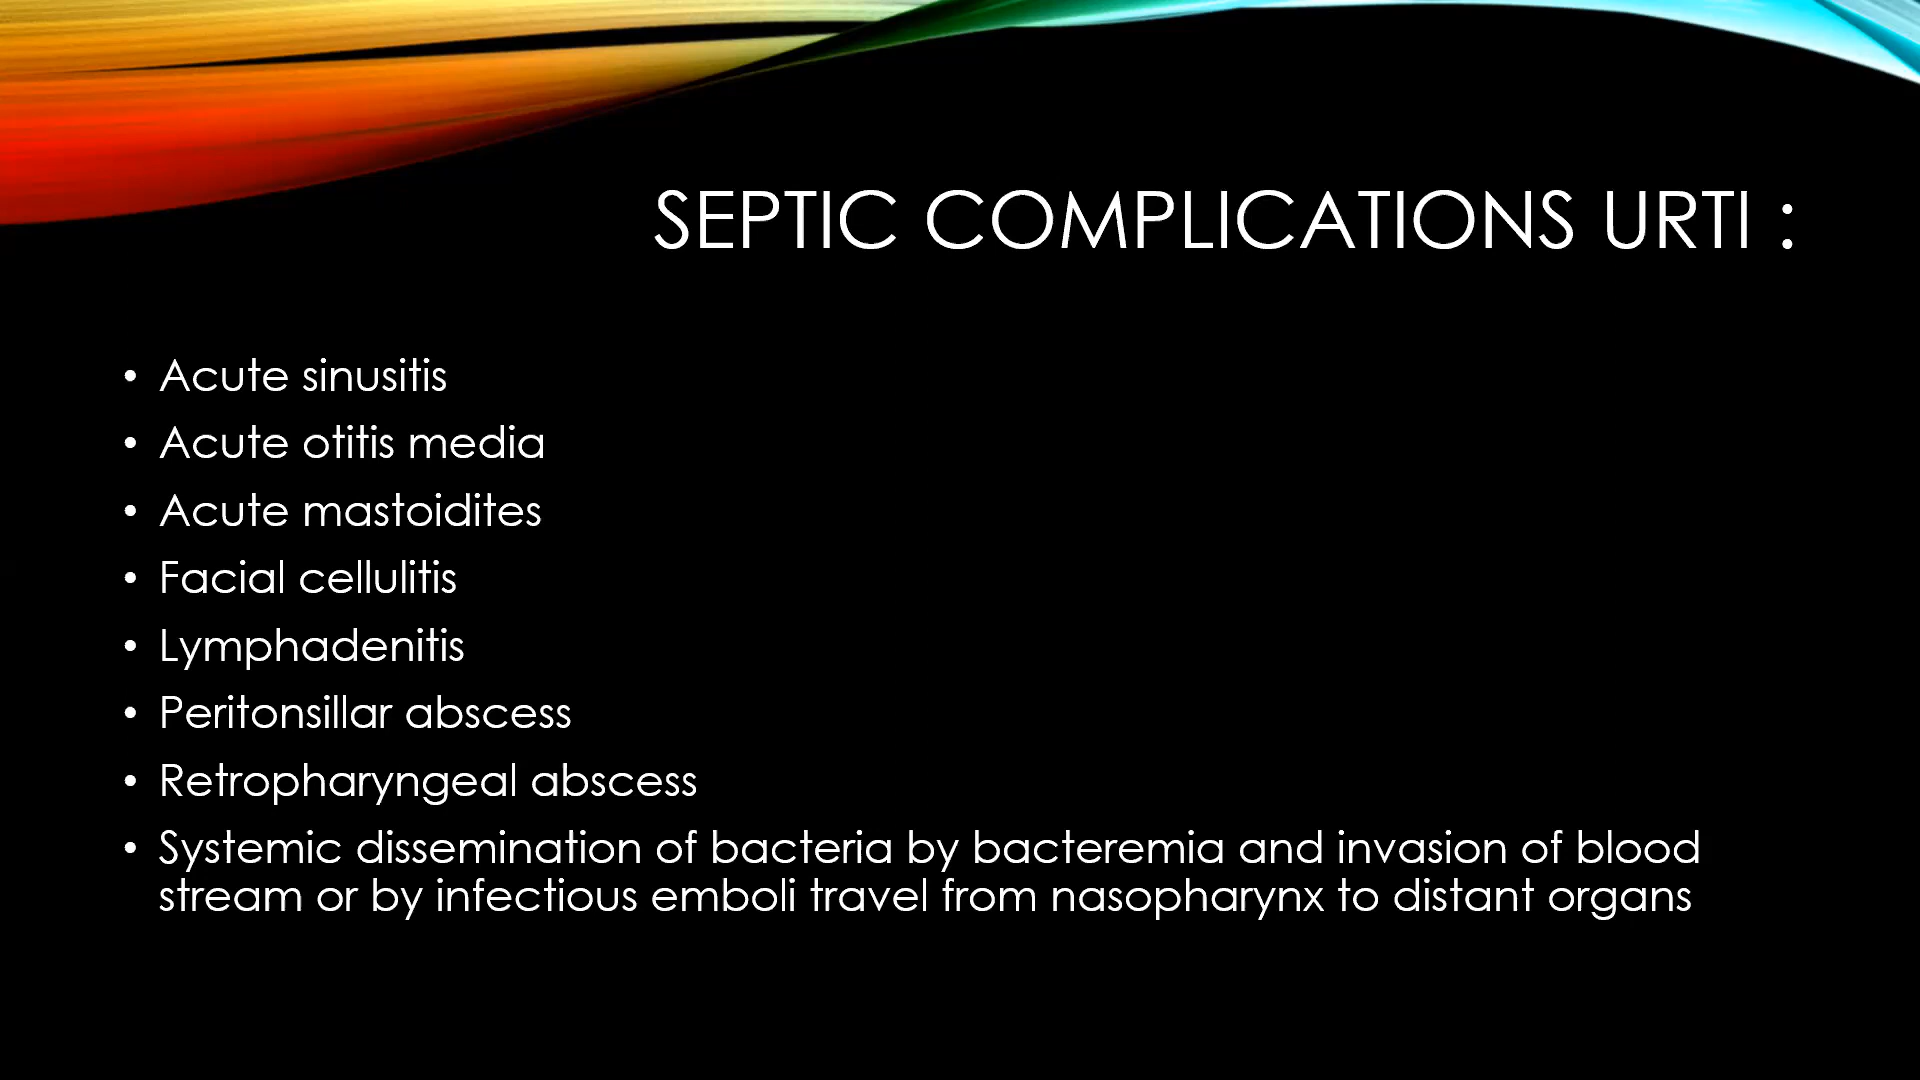 SEPTIC COMPLICATIONS URTI :
• Acute sinusitis
• Acute otitis media
• Acute mastoidites
• Facial cellulitis
• Lymphadenitis
• Peritonsillar abscess
• Retropharyngeal abscess
• Systemic dissemination of bacteria by bacteremia and invasion of blood
stream or by infectious emboli travel from nasopharynx to distant organs